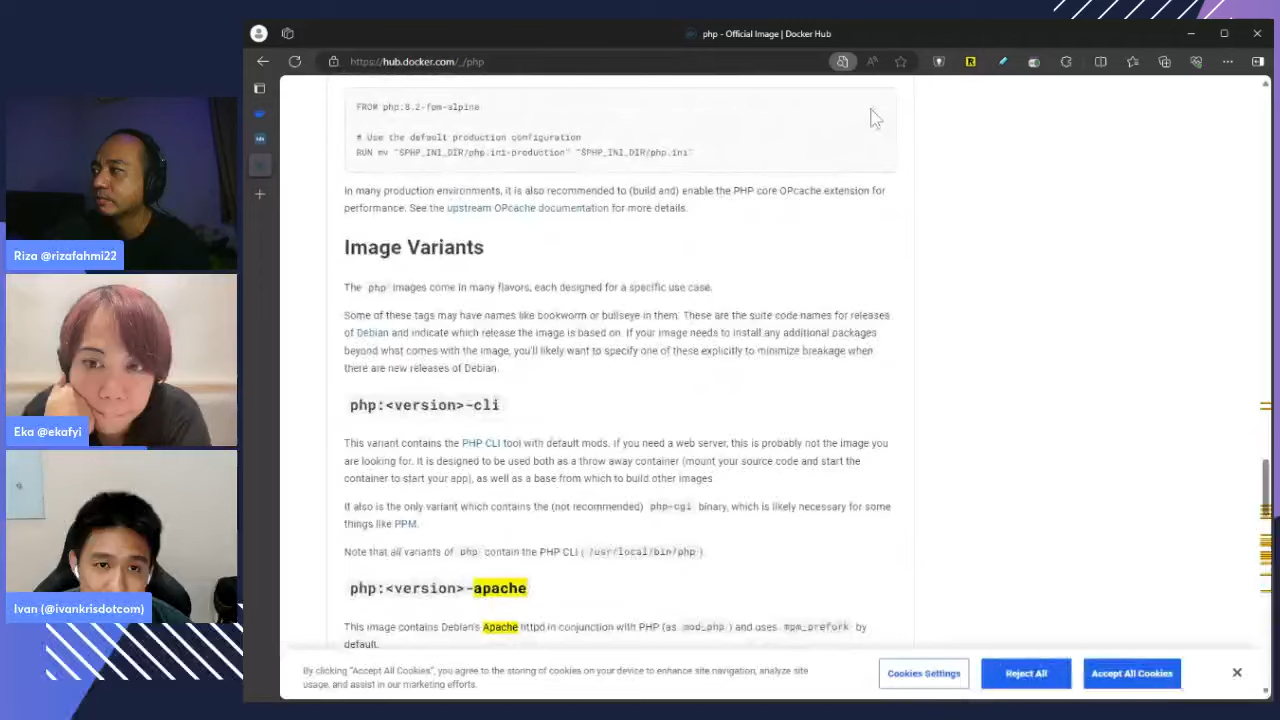 php - Official Image | Docker Hub
https://hub.docker.com/_/php
FROM php:8.2-fpm-alpine
# Use the default production configuration
RUN mv "$PHP_INI_DIR/php.ini-production" "$PHP_INI_DIR/php.ini"
In many production environments, it is also recommended to (build and) enable the PHP core OPcache extension for
performance. See the upstream OPcache documentation for more details.
Image Variants
The php images come in many flavors, each designed for a specific use case.
Some of these tags may have names like bookworm or bullseye in them. These are the suite code names for releases
of Debian and indicate which release the image is based on. If your image needs to install any additional packages
beyond what comes with the image, you'll likely want to specify one of these explicitly to minimize breakage when
there are new releases of Debian.
php:<version>-cli
This variant contains the PHP CLI tool with default mods. If you need a web server, this is probably not the image you
are looking for. It is designed to be used both as a throw away container (mount your source code and start the
container to start your app), as well as a base from which to build other images
It also is the only variant which contains the (not recommended) php-cgi binary, which is likely necessary for some
things like PPM.
Note that all variants of php contain the PHP CLI ( /usr/local/bin/php ).
php:<version>-apache
This image contains Debian's Apache httpd in conjunction with PHP (as mod_php ) and uses mpm_prefork by
default.
By clicking "Accept All Cookies", you agree to the storing of cookies on your device to enhance site navigation, analyze site
usage, and assist in our marketing efforts.
Cookies Settings
Reject All
Accept All Cookies
Riza @rizafahmi22
Eka @ekafyi
Ivan (@ivankrisdotcom)